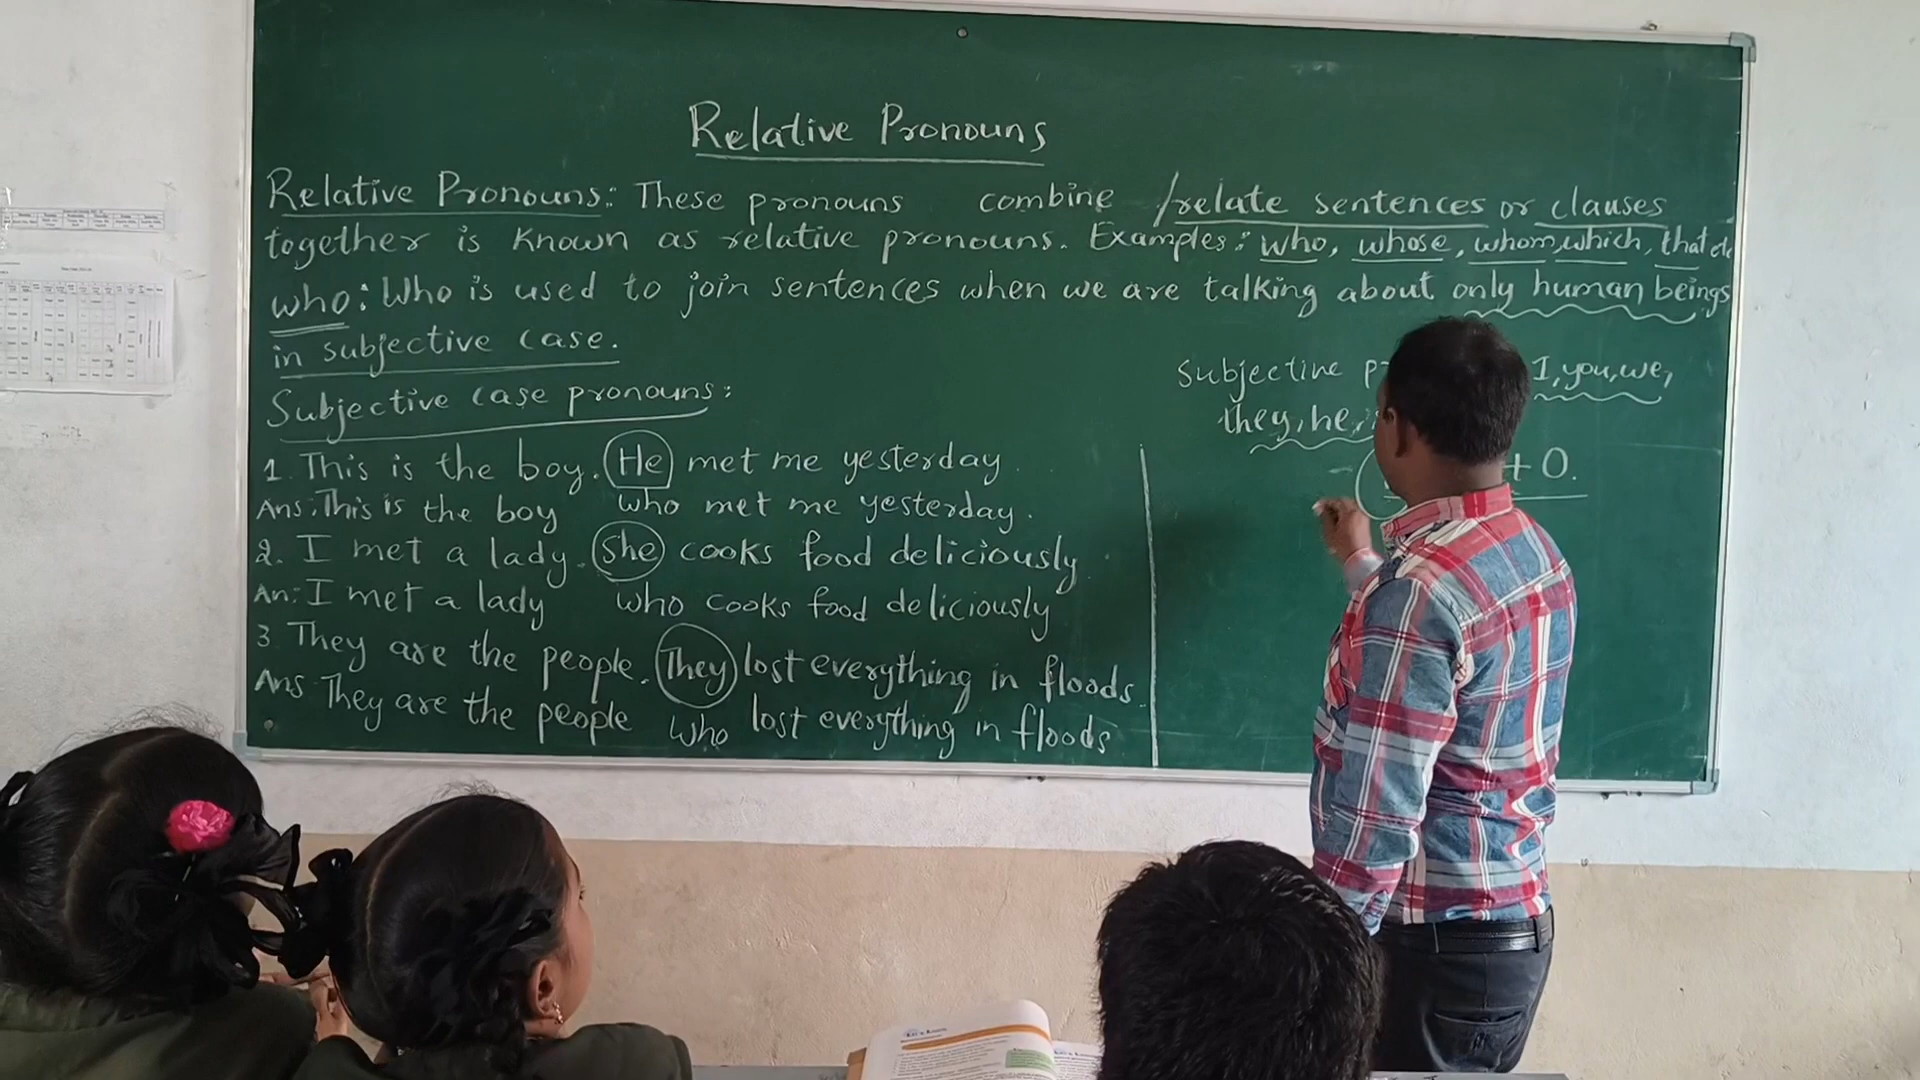 Relative Pronouns
Relative Pronouns: These pronouns combine /relate sentences or clauses
together is known as relative pronouns. Examples: who, whose, whom, which, that etc
who: Who is used to join sentences when we are talking about only human beings
in subjective case.
Subjective case pronouns:
1. This is the boy. He met me yesterday
Ans: This is the boy who met me yesterday.
2. I met a lady. She cooks food deliciously
An: I met a lady who cooks food deliciously
3 They are the people. They lost everything in floods.
Ans They are the people who lost everything in floods
Subjective I, you, we,
they, he,
+ O.